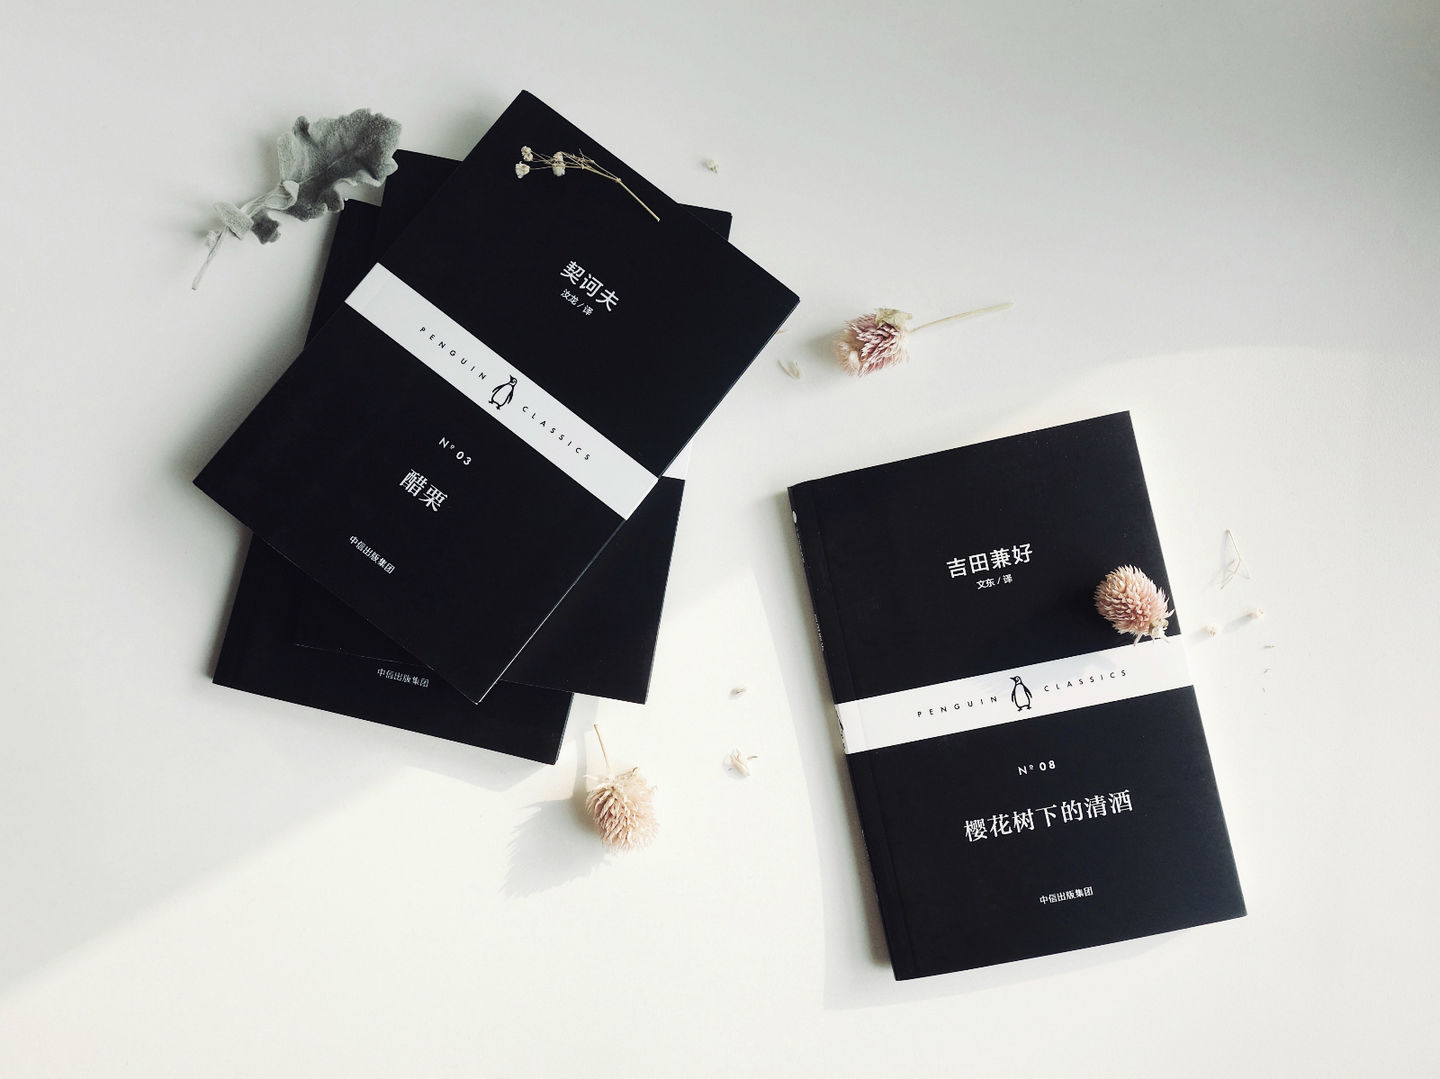 契诃夫
汝龙 / 译
PENGUIN CLASSICS
Nº 03
醋栗
中信出版集团
中信出版集团
吉田兼好
文东 / 译
PENGUIN CLASSICS
Nº 08
樱花树下的清酒
中信出版集团